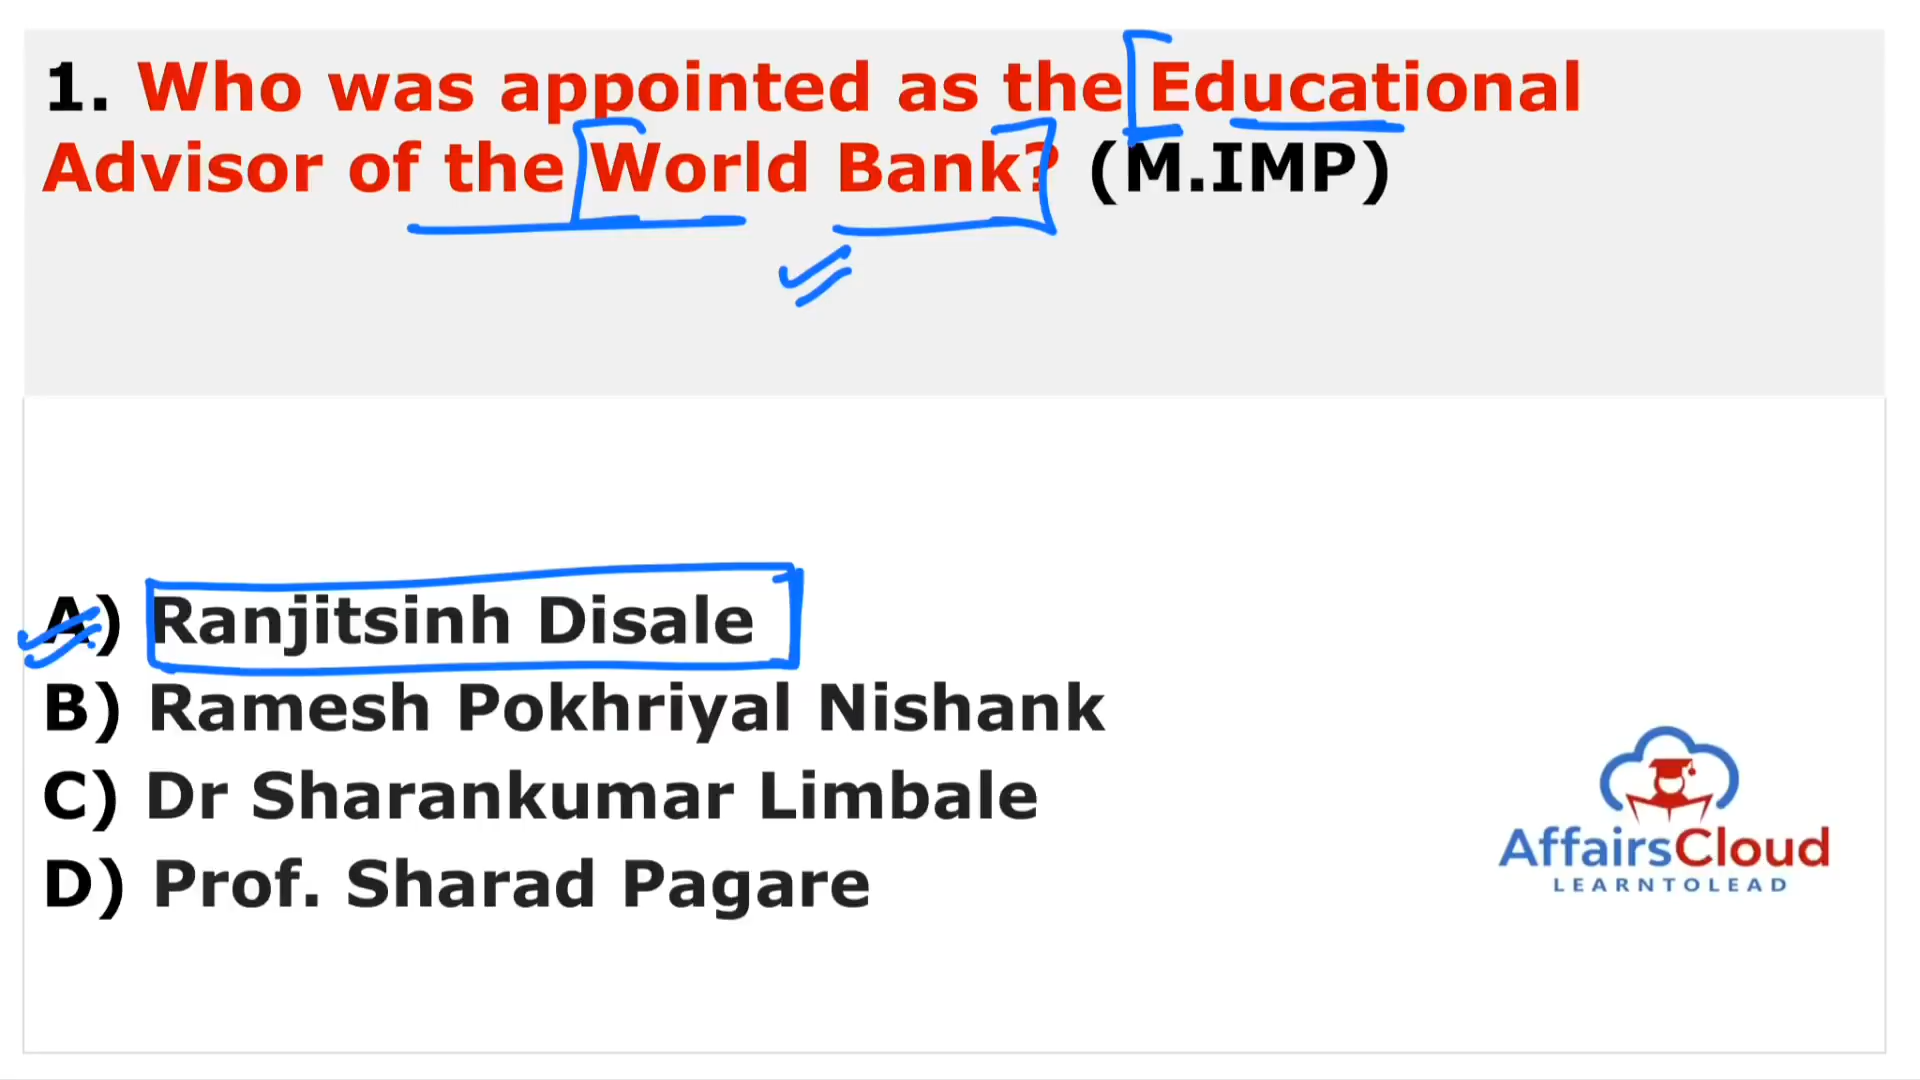 1. Who was appointed as the Educational
Advisor of the World Bank? (M.IMP)
A) Ranjitsinh Disale
B) Ramesh Pokhriyal Nishank
C) Dr Sharankumar Limbale
D) Prof. Sharad Pagare
AffairsCloud
LEARNTOLEAD